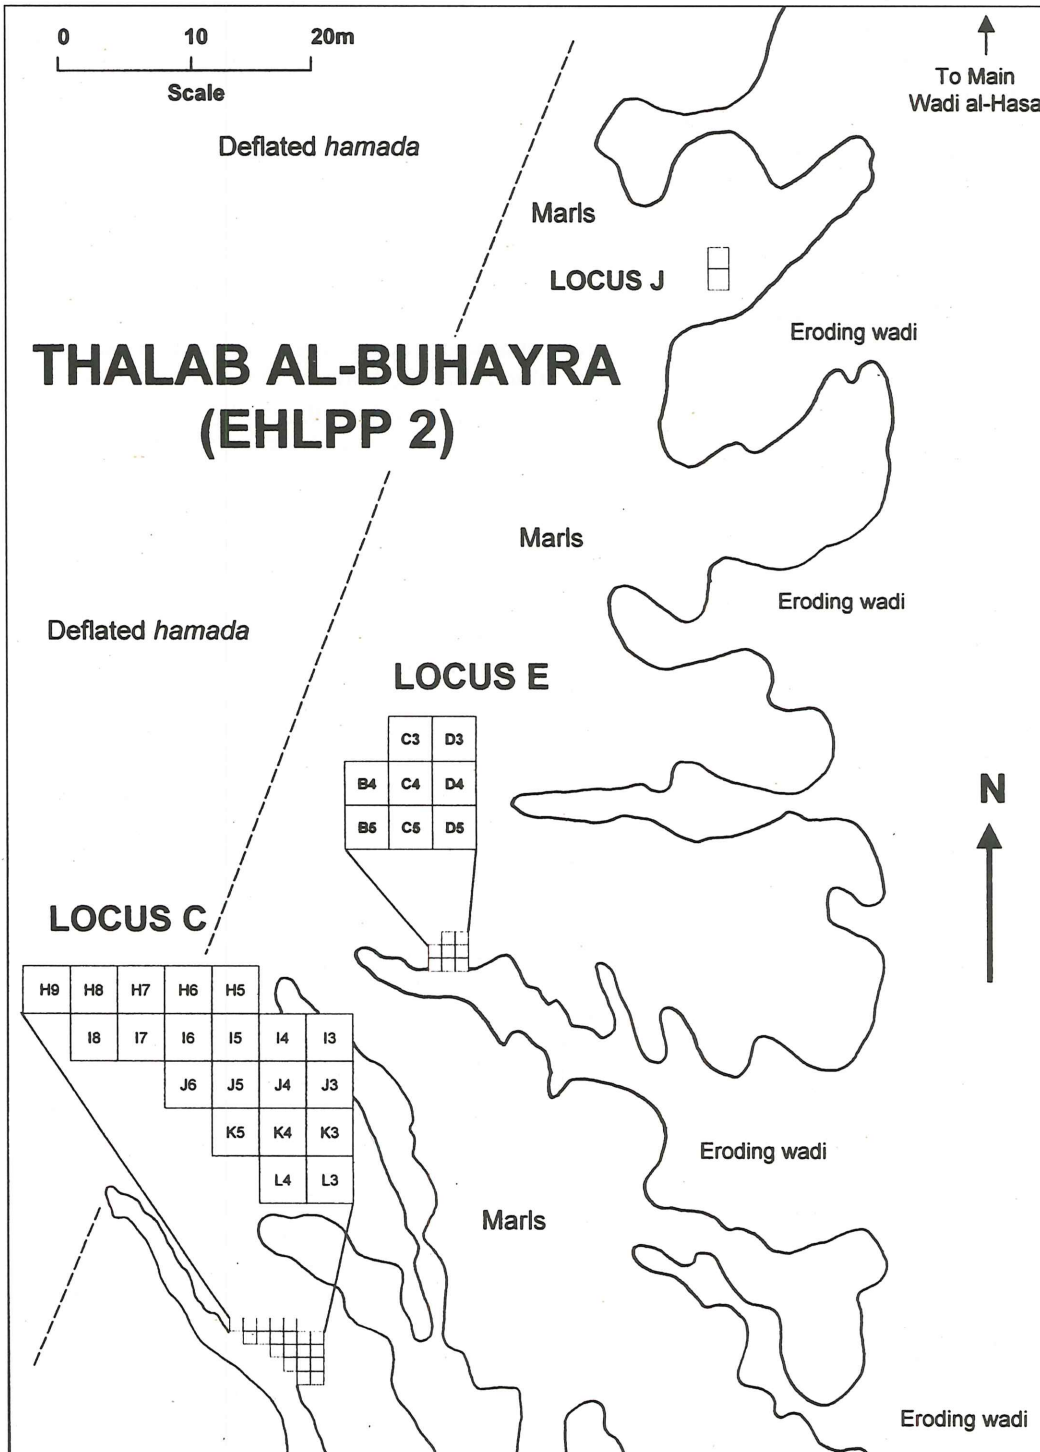 0 10 20m
Scale
To Main
Wadi al-Hasa
Deflated hamada
Marls
LOCUS J
Eroding wadi
THALAB AL-BUHAYRA
(EHLPP 2)
Marls
Eroding wadi
Deflated hamada
LOCUS E
C3 D3
B4 C4 D4
B5 C5 D5
N
LOCUS C
H9 H8 H7 H6 H5
I8 I7 I6 I5 I4 I3
J6 J5 J4 J3
K5 K4 K3
L4 L3
Eroding wadi
Marls
Eroding wadi